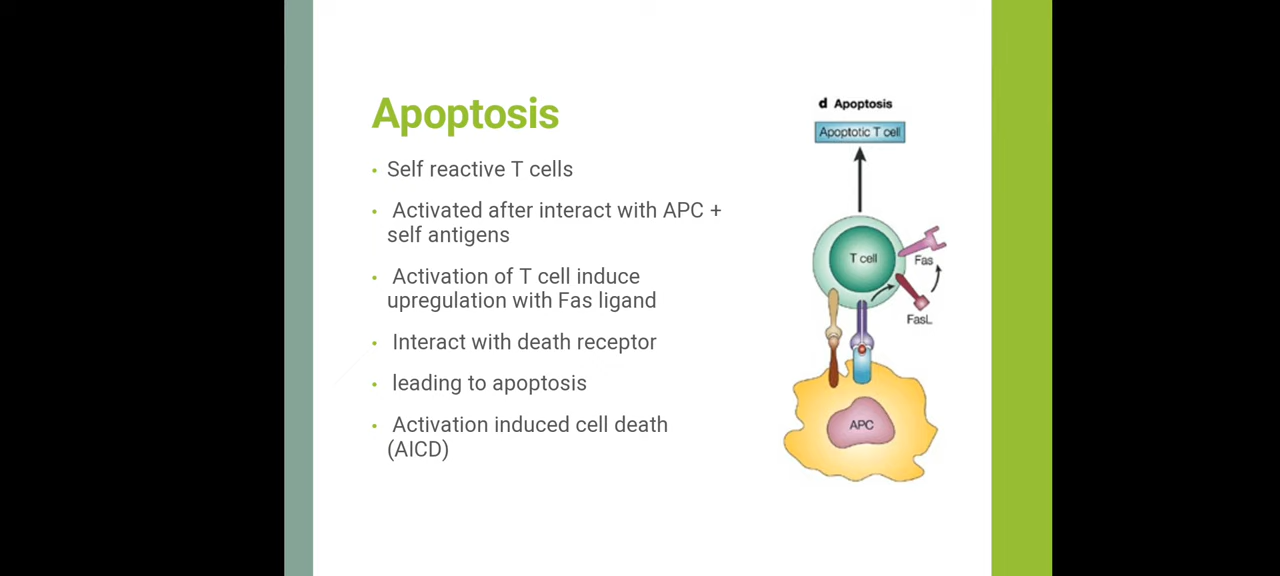 Apoptosis
• Self reactive T cells
• Activated after interact with APC +
self antigens
• Activation of T cell induce
upregulation with Fas ligand
• Interact with death receptor
• leading to apoptosis
• Activation induced cell death
(AICD)
d Apoptosis
Apoptotic T cell
T cell
Fas
FasL
APC